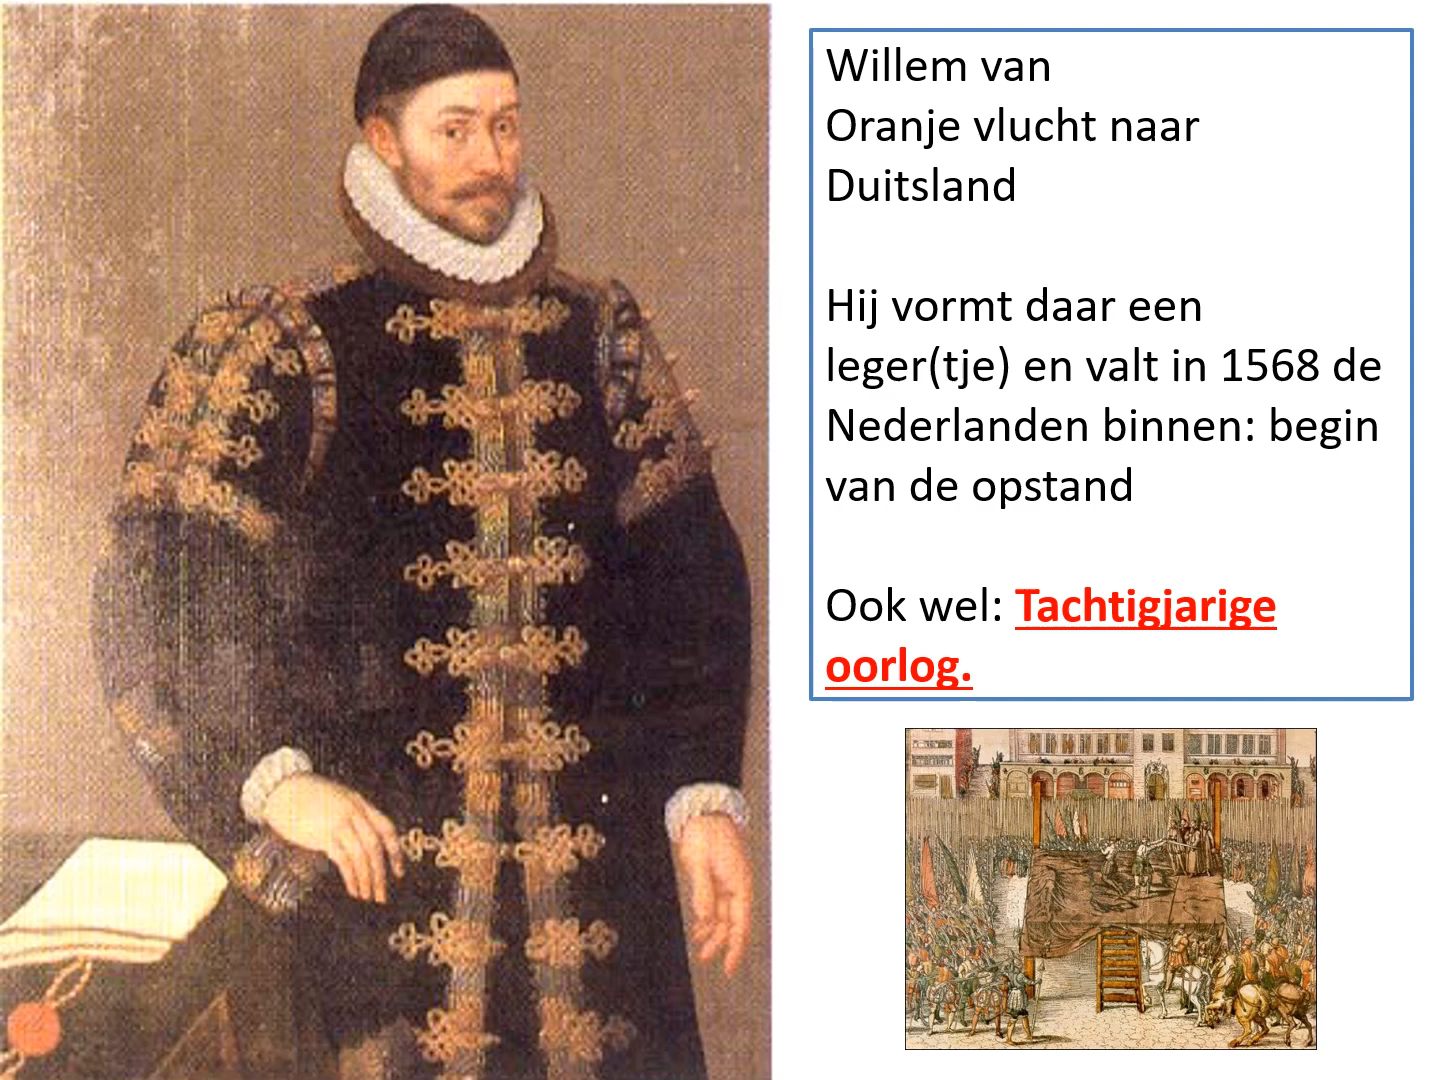 Willem van
Oranje vlucht naar
Duitsland
Hij vormt daar een
leger(tje) en valt in 1568 de
Nederlanden binnen: begin
van de opstand
Ook wel: Tachtigjarige
oorlog.